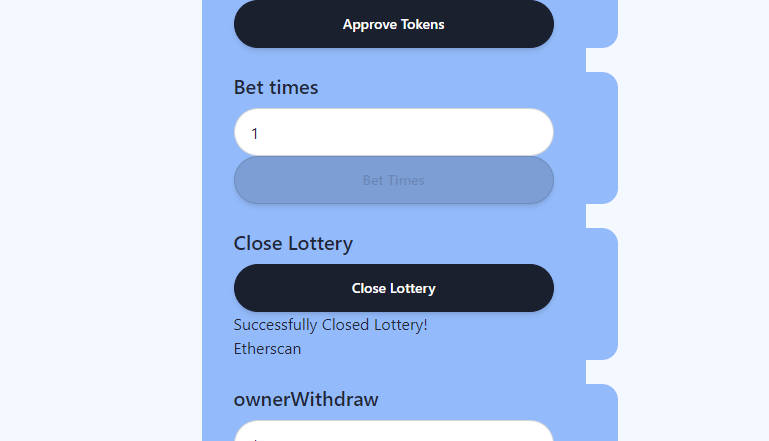 Approve Tokens
Bet times
1
Bet Times
Close Lottery
Close Lottery
Successfully Closed Lottery!
Etherscan
ownerWithdraw